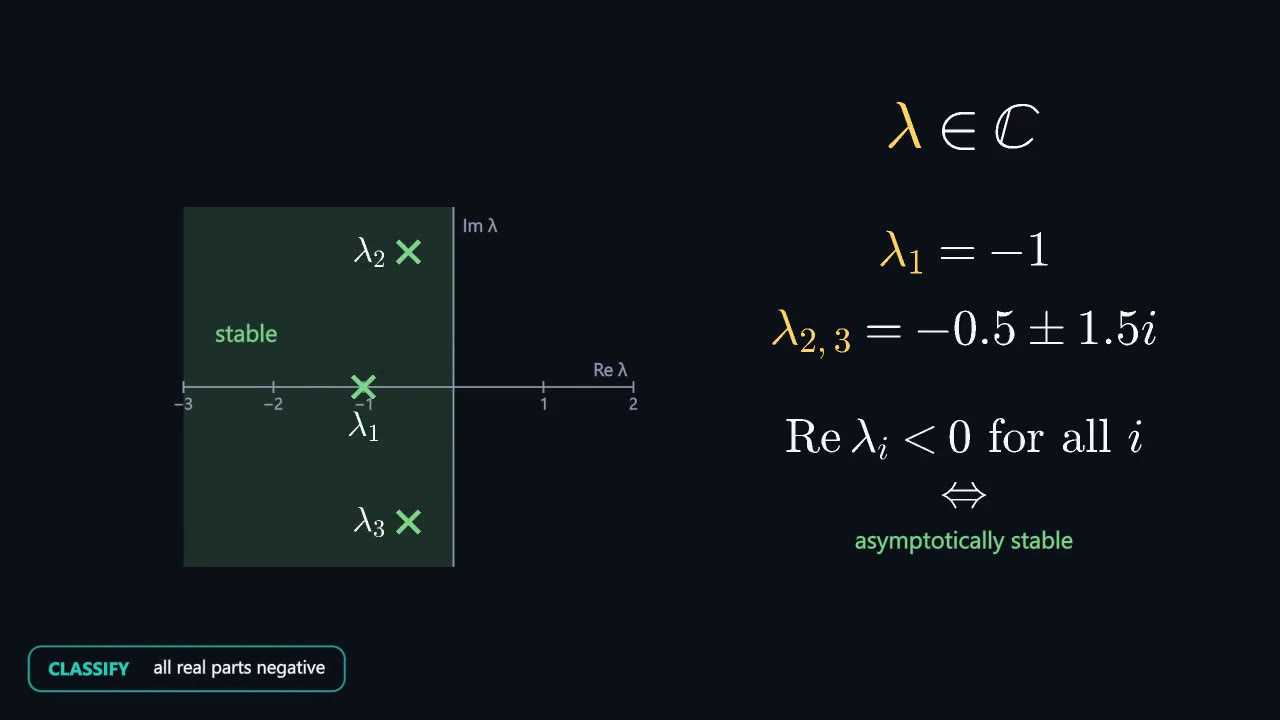 λ ∈ ℂ
Im λ
λ₂
λ₁ = −1
λ₂,₃ = −0.5 ± 1.5i
stable
Re λ
−3 −2 −1 1 2
λ₁
Re λᵢ < 0 for all i
⇔
λ₃
asymptotically stable
CLASSIFY all real parts negative